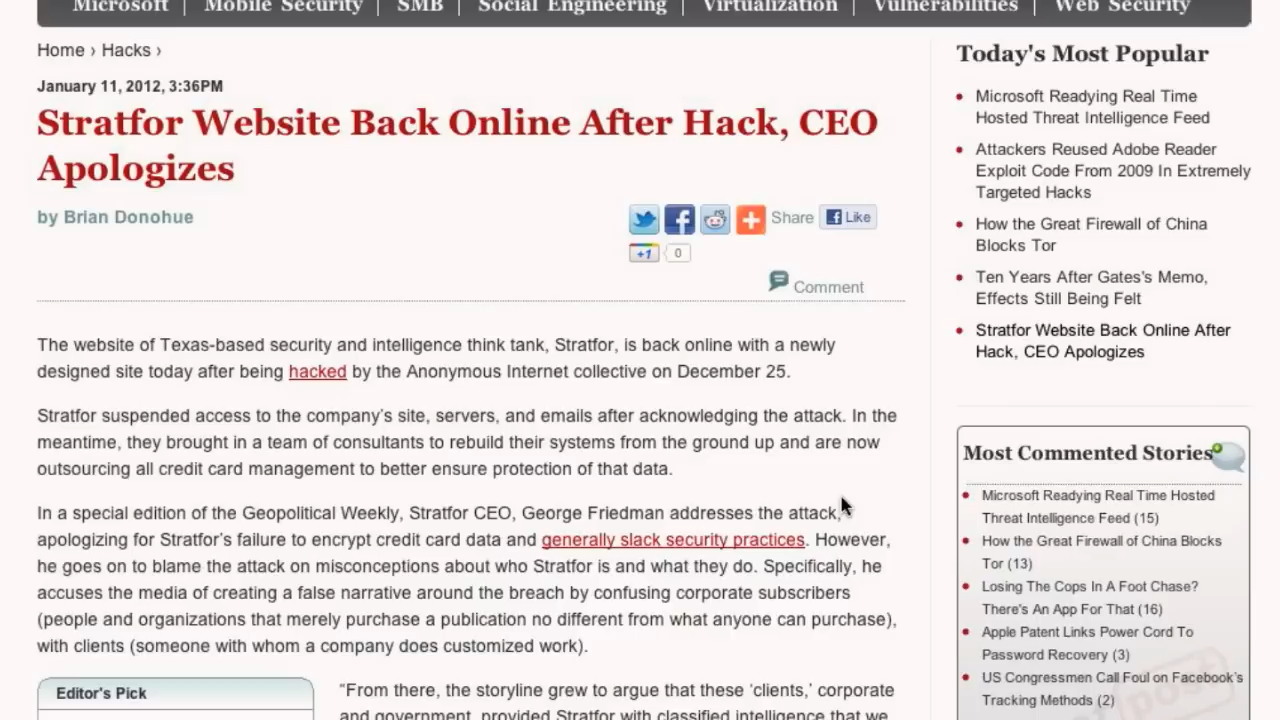 Microsoft | Mobile Security | SMB | Social Engineering | Virtualization | Vulnerabilities | Web Security
Home › Hacks ›
January 11, 2012, 3:36PM
Stratfor Website Back Online After Hack, CEO
Apologizes
by Brian Donohue
Share
Like
+1
0
Comment
The website of Texas-based security and intelligence think tank, Stratfor, is back online with a newly
designed site today after being hacked by the Anonymous Internet collective on December 25.
Stratfor suspended access to the company's site, servers, and emails after acknowledging the attack. In the
meantime, they brought in a team of consultants to rebuild their systems from the ground up and are now
outsourcing all credit card management to better ensure protection of that data.
In a special edition of the Geopolitical Weekly, Stratfor CEO, George Friedman addresses the attack,
apologizing for Stratfor's failure to encrypt credit card data and generally slack security practices. However,
he goes on to blame the attack on misconceptions about who Stratfor is and what they do. Specifically, he
accuses the media of creating a false narrative around the breach by confusing corporate subscribers
(people and organizations that merely purchase a publication no different from what anyone can purchase),
with clients (someone with whom a company does customized work).
Editor's Pick
“From there, the storyline grew to argue that these ‘clients,’ corporate
and government, provided Stratfor with classified intelligence that we
Today's Most Popular
Microsoft Readying Real Time
Hosted Threat Intelligence Feed
Attackers Reused Adobe Reader
Exploit Code From 2009 In Extremely
Targeted Hacks
How the Great Firewall of China
Blocks Tor
Ten Years After Gates's Memo,
Effects Still Being Felt
Stratfor Website Back Online After
Hack, CEO Apologizes
Most Commented Stories
Microsoft Readying Real Time Hosted
Threat Intelligence Feed (15)
How the Great Firewall of China Blocks
Tor (13)
Losing The Cops In A Foot Chase?
There's An App For That (16)
Apple Patent Links Power Cord To
Password Recovery (3)
US Congressmen Call Foul on Facebook's
Tracking Methods (2)